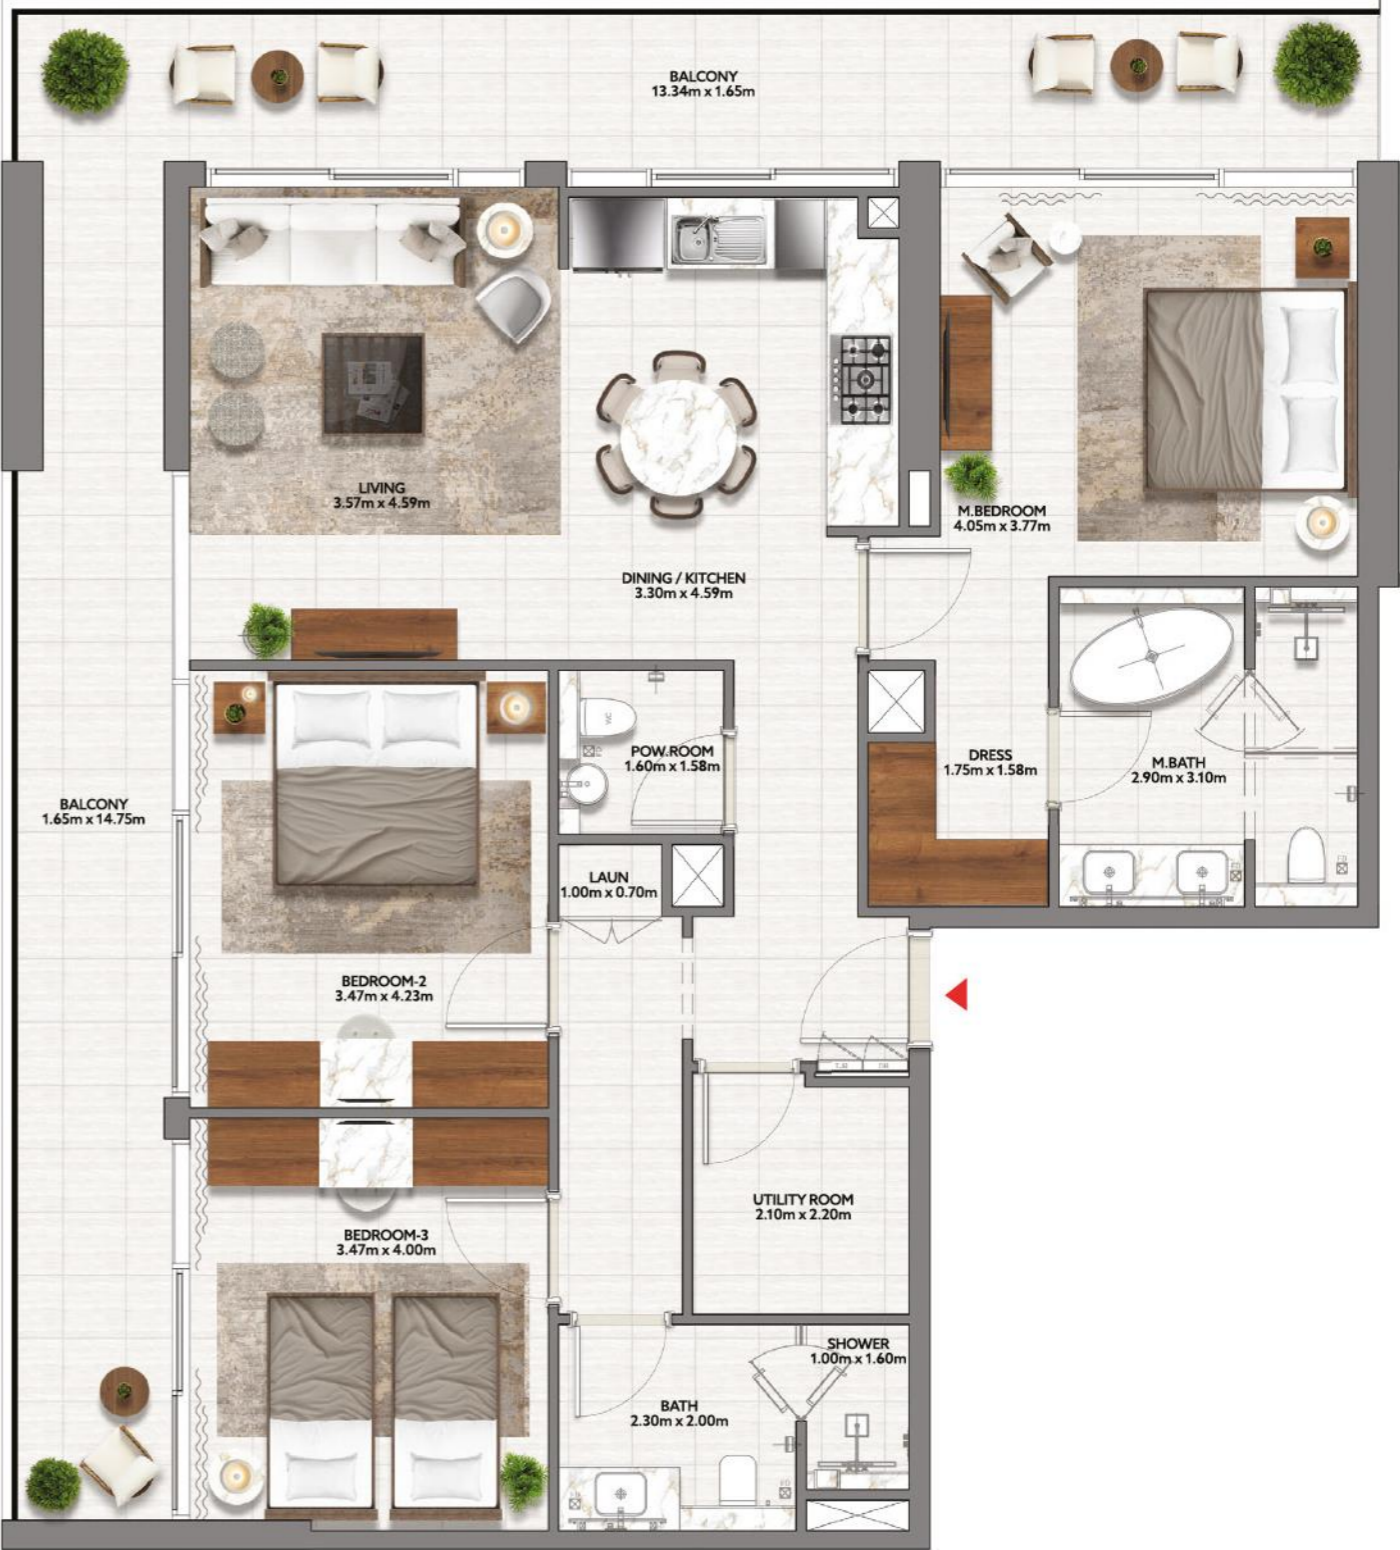 BALCONY
13.34m x 1.65m
LIVING
3.57m x 4.59m
M.BEDROOM
4.05m x 3.77m
DINING / KITCHEN
3.30m x 4.59m
POW.ROOM
1.60m x 1.58m
WC
DRESS
1.75m x 1.58m
M.BATH
2.90m x 3.10m
BALCONY
1.65m x 14.75m
LAUN
1.00m x 0.70m
BEDROOM-2
3.47m x 4.23m
UTILITY ROOM
2.10m x 2.20m
BEDROOM-3
3.47m x 4.00m
SHOWER
1.00m x 1.60m
BATH
2.30m x 2.00m